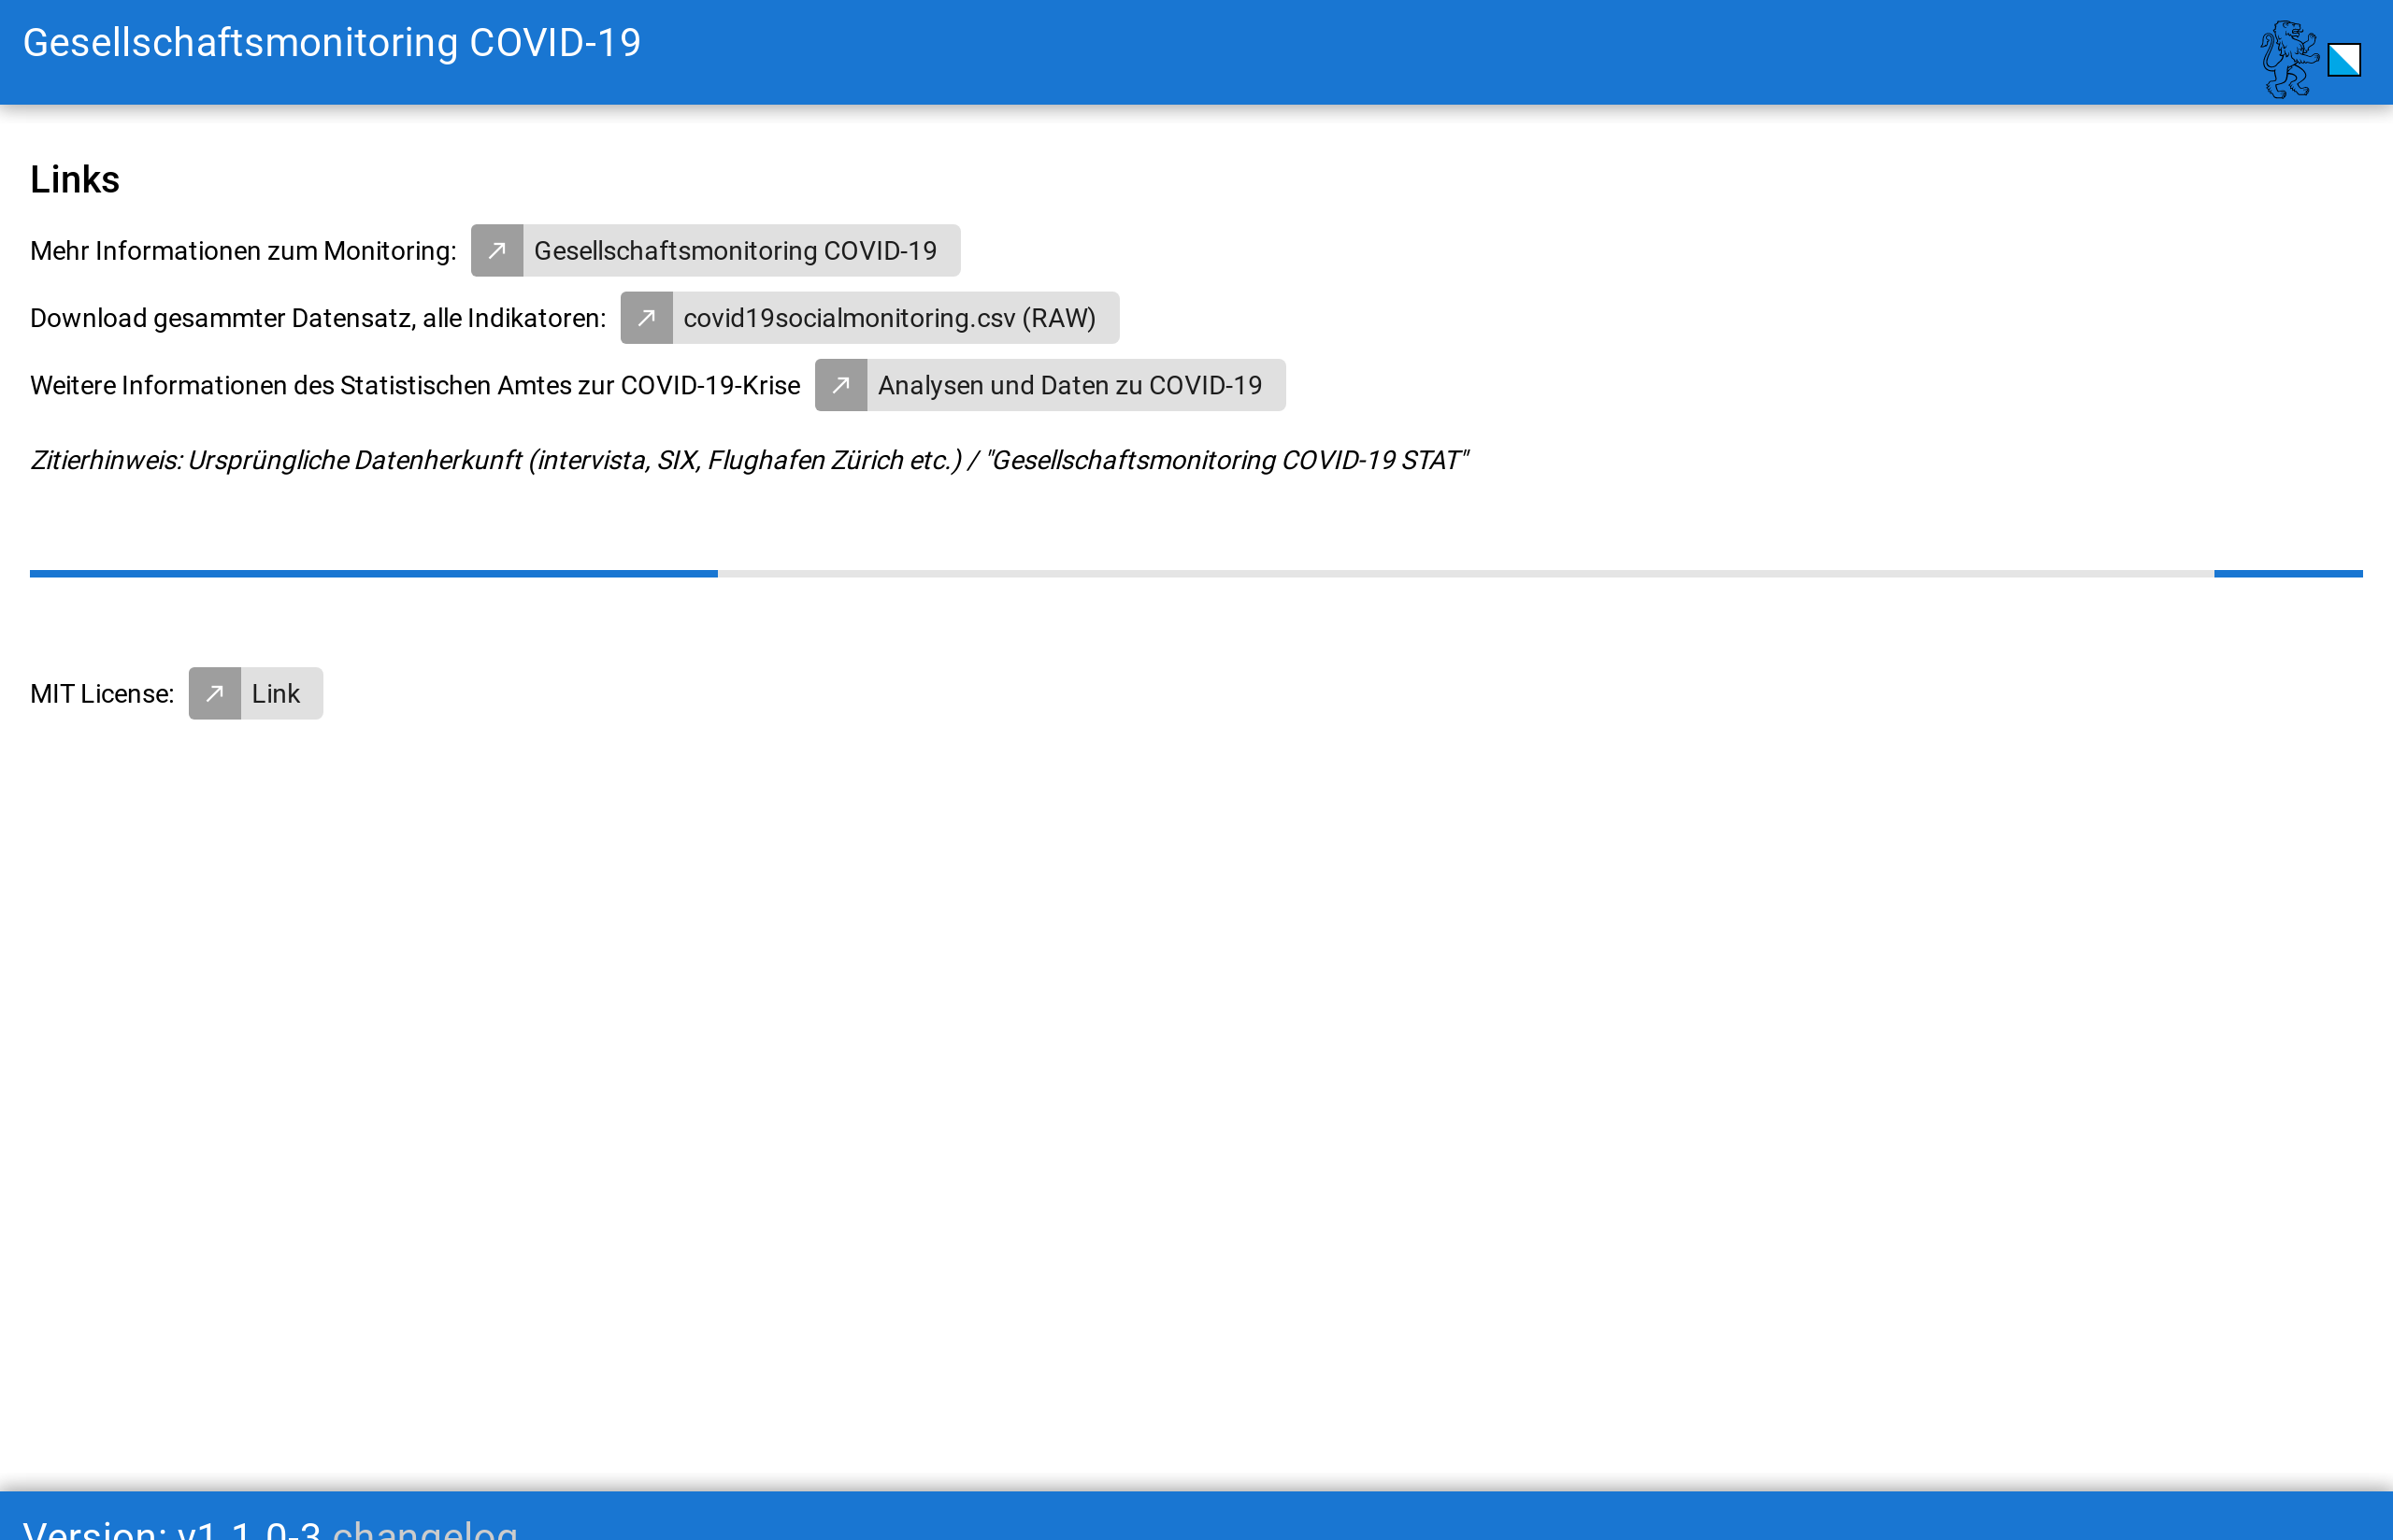 Gesellschaftsmonitoring COVID-19
Links
Mehr Informationen zum Monitoring: Gesellschaftsmonitoring COVID-19
Download gesammter Datensatz, alle Indikatoren: covid19socialmonitoring.csv (RAW)
Weitere Informationen des Statistischen Amtes zur COVID-19-Krise Analysen und Daten zu COVID-19
Zitierhinweis: Ursprüngliche Datenherkunft (intervista, SIX, Flughafen Zürich etc.) / "Gesellschaftsmonitoring COVID-19 STAT"
MIT License: Link
Version: v1.1.0-3 changelog